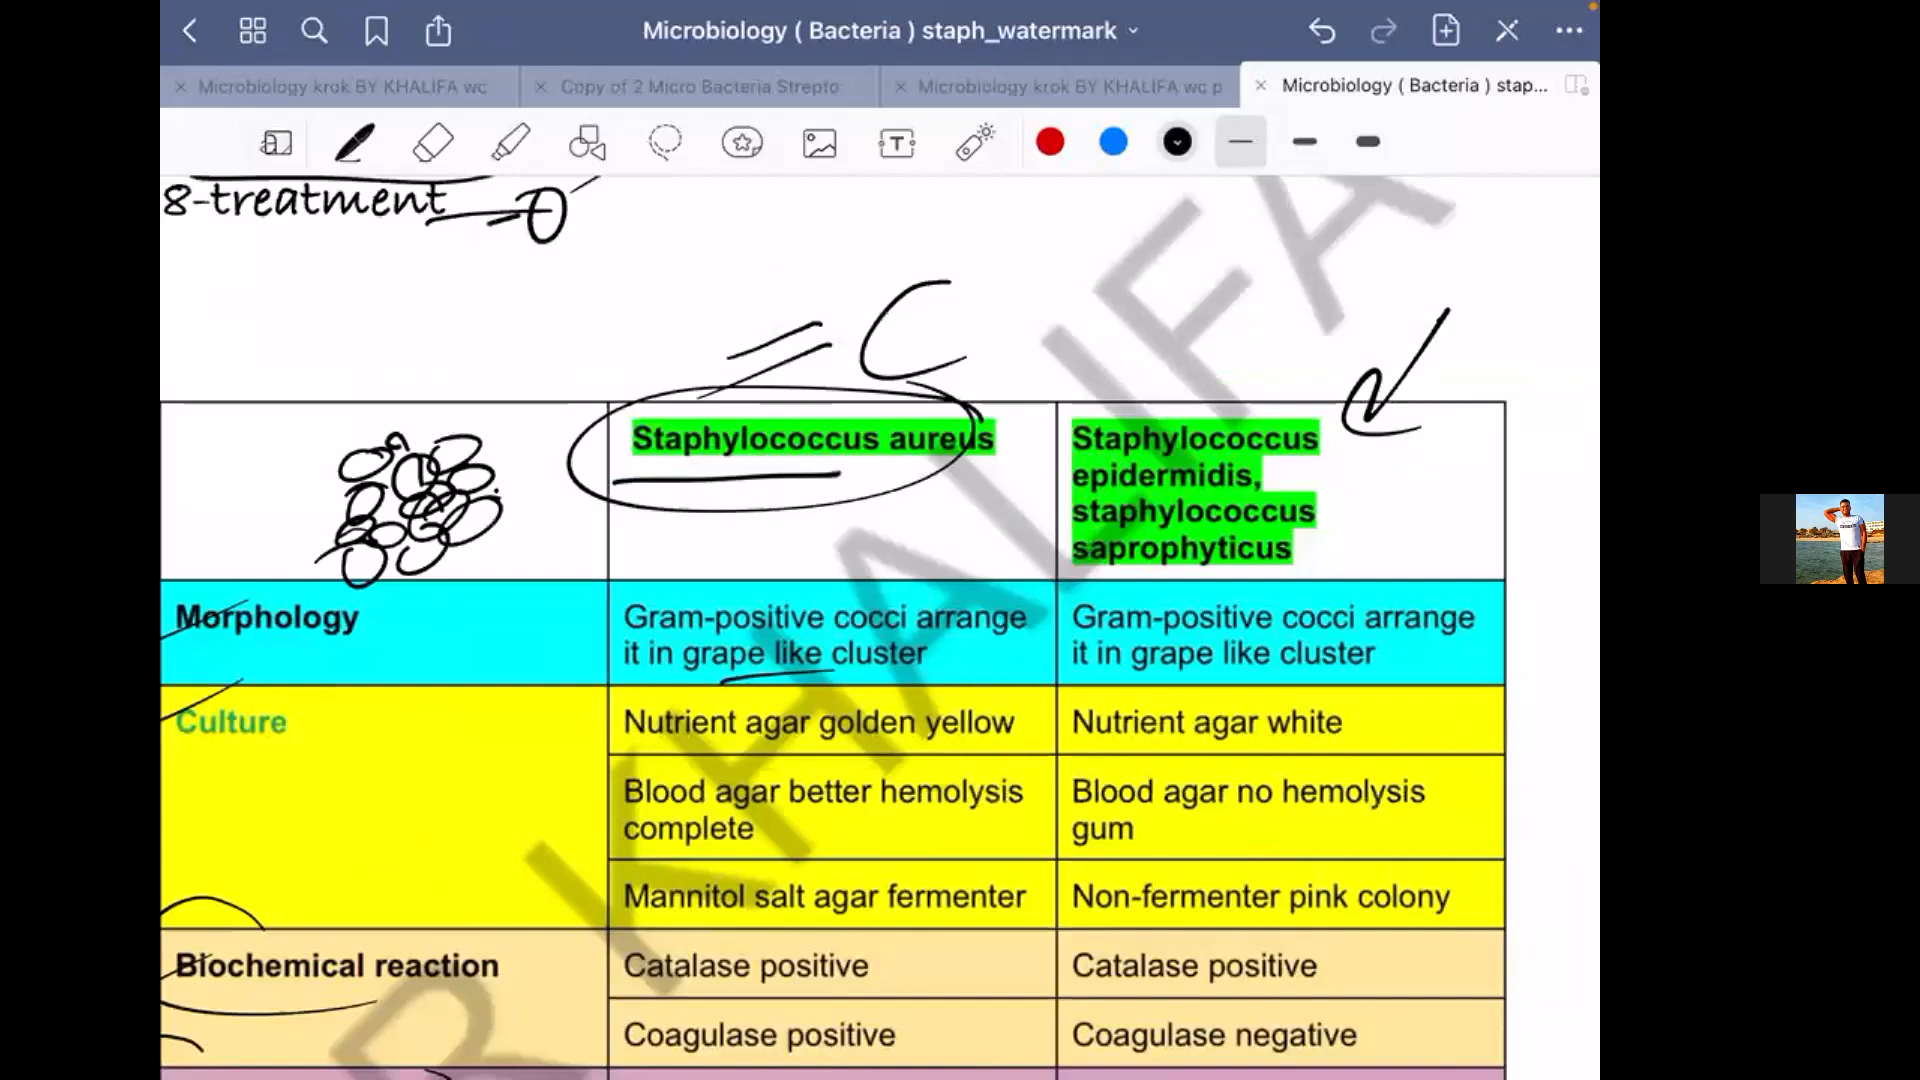 Microbiology ( Bacteria ) staph_watermark
Microbiology krok BY KHALIFA wc
Copy of 2 Micro Bacteria Strepto
Microbiology krok BY KHALIFA wc p
Microbiology ( Bacteria ) stap...
8-treatment
= C
Staphylococcus aureus
Staphylococcus
epidermidis,
staphylococcus
saprophyticus
Morphology
Gram-positive cocci arrange
it in grape like cluster
Gram-positive cocci arrange
it in grape like cluster
Culture
Nutrient agar golden yellow
Nutrient agar white
Blood agar better hemolysis
complete
Blood agar no hemolysis
gum
Mannitol salt agar fermenter
Non-fermenter pink colony
Biochemical reaction
Catalase positive
Catalase positive
Coagulase positive
Coagulase negative
R KHALIFA